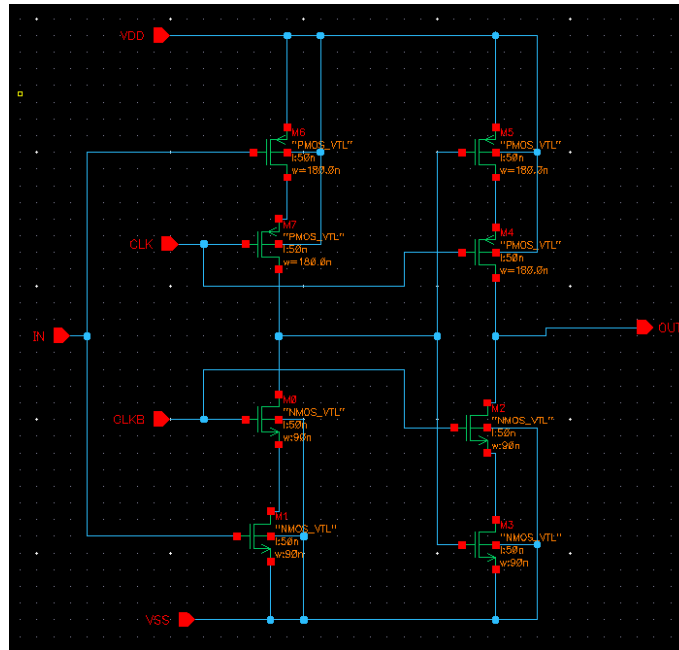 VDD
M6
"PMOS_VTL"
l:50n
w=180.0n
M5
"PMOS_VTL"
l:50n
w=180.0n
M7
"PMOS_VTL"
l:50n
w=180.0n
CLK
M4
"PMOS_VTL"
l:50n
w=180.0n
IN
OUT
M0
"NMOS_VTL"
l:50n
w:90n
CLKB
M2
"NMOS_VTL"
l:50n
w:90n
M1
"NMOS_VTL"
l:50n
w:90n
M3
"NMOS_VTL"
l:50n
w:90n
VSS